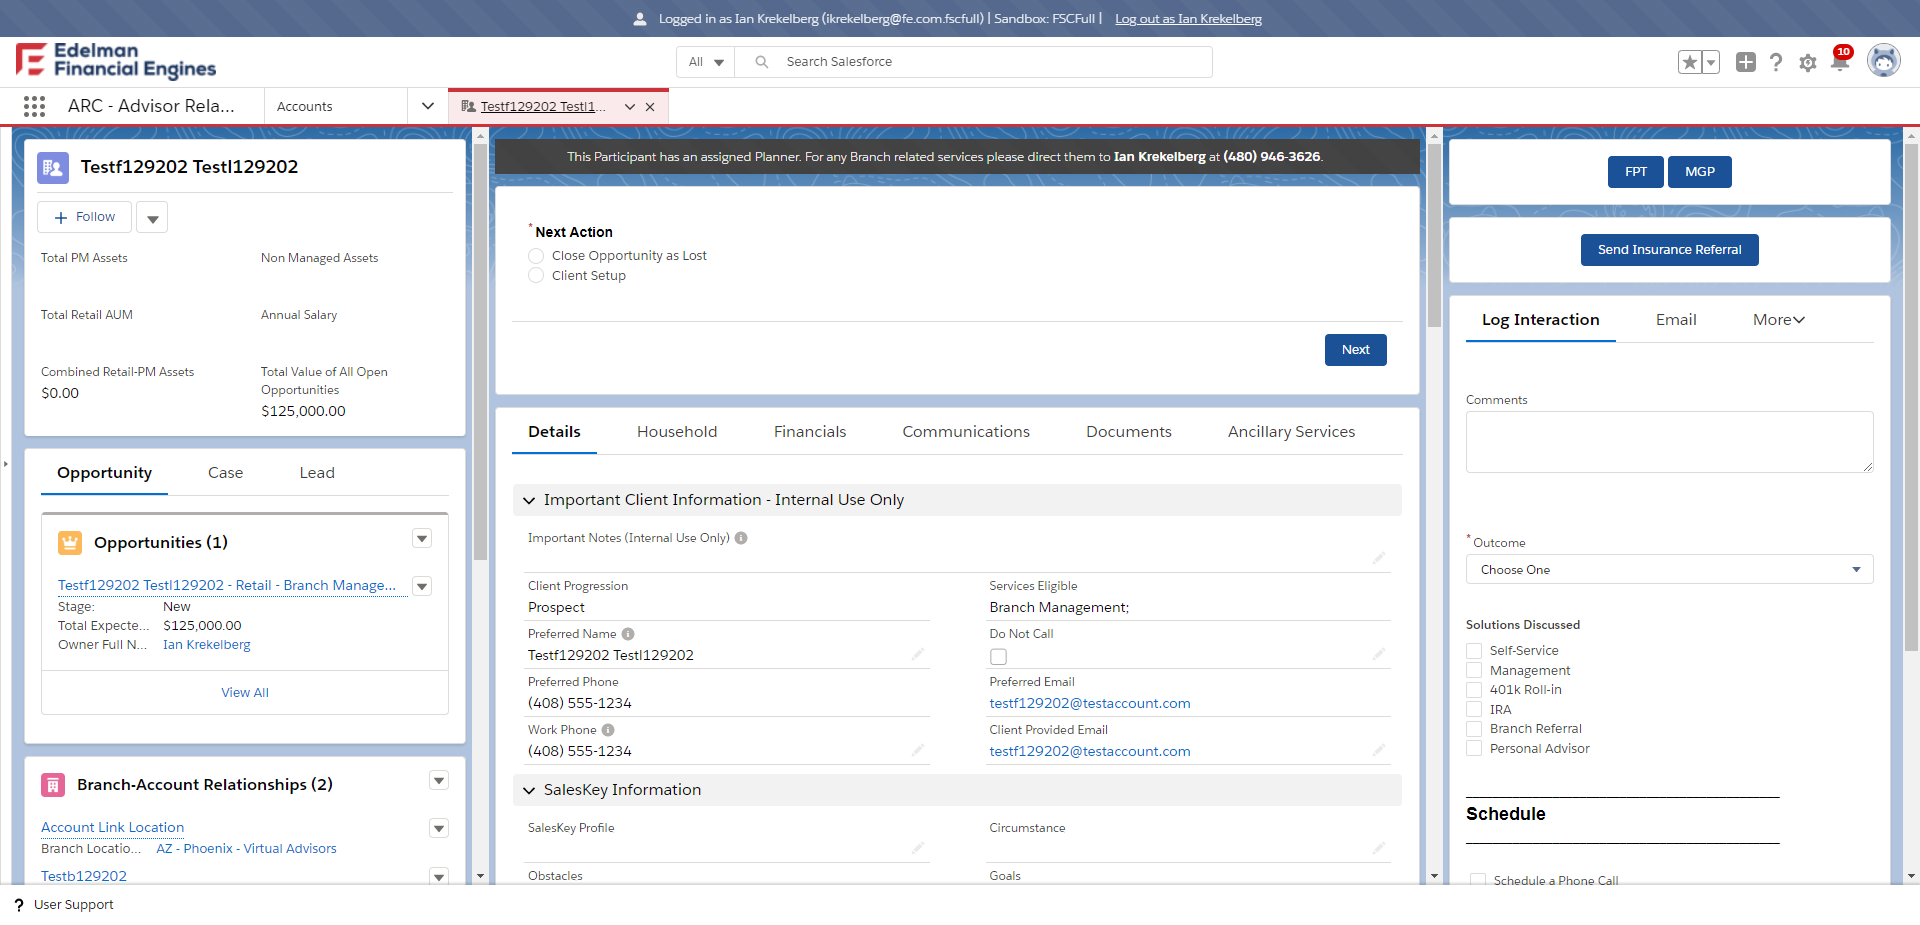 Logged in as Ian Krekelberg (ikrekelberg@fe.com.fscfull) | Sandbox: FSCFull | Log out as Ian Krekelberg
Edelman
Financial Engines
All
Search Salesforce
10
ARC - Advisor Rela...
Accounts
Testf129202 Testl1...
Testf129202 Testl129202
Follow
Total PM Assets
Non Managed Assets
Total Retail AUM
Annual Salary
Combined Retail-PM Assets
$0.00
Total Value of All Open
Opportunities
$125,000.00
Opportunity
Case
Lead
Opportunities (1)
Testf129202 Testl129202 - Retail - Branch Manage...
Stage: New
Total Expecte... $125,000.00
Owner Full N... Ian Krekelberg
View All
Branch-Account Relationships (2)
Account Link Location
Branch Locatio... AZ - Phoenix - Virtual Advisors
Testb129202
This Participant has an assigned Planner. For any Branch related services please direct them to Ian Krekelberg at (480) 946-3626.
*Next Action
Close Opportunity as Lost
Client Setup
Next
Details
Household
Financials
Communications
Documents
Ancillary Services
Important Client Information - Internal Use Only
Important Notes (Internal Use Only)
Client Progression
Prospect
Services Eligible
Branch Management;
Preferred Name
Testf129202 Testl129202
Do Not Call
Preferred Phone
(408) 555-1234
Preferred Email
testf129202@testaccount.com
Work Phone
(408) 555-1234
Client Provided Email
testf129202@testaccount.com
SalesKey Information
SalesKey Profile
Circumstance
Obstacles
Goals
FPT
MGP
Send Insurance Referral
Log Interaction
Email
More
Comments
*Outcome
Choose One
Solutions Discussed
Self-Service
Management
401k Roll-in
IRA
Branch Referral
Personal Advisor
Schedule
Schedule a Phone Call
? User Support